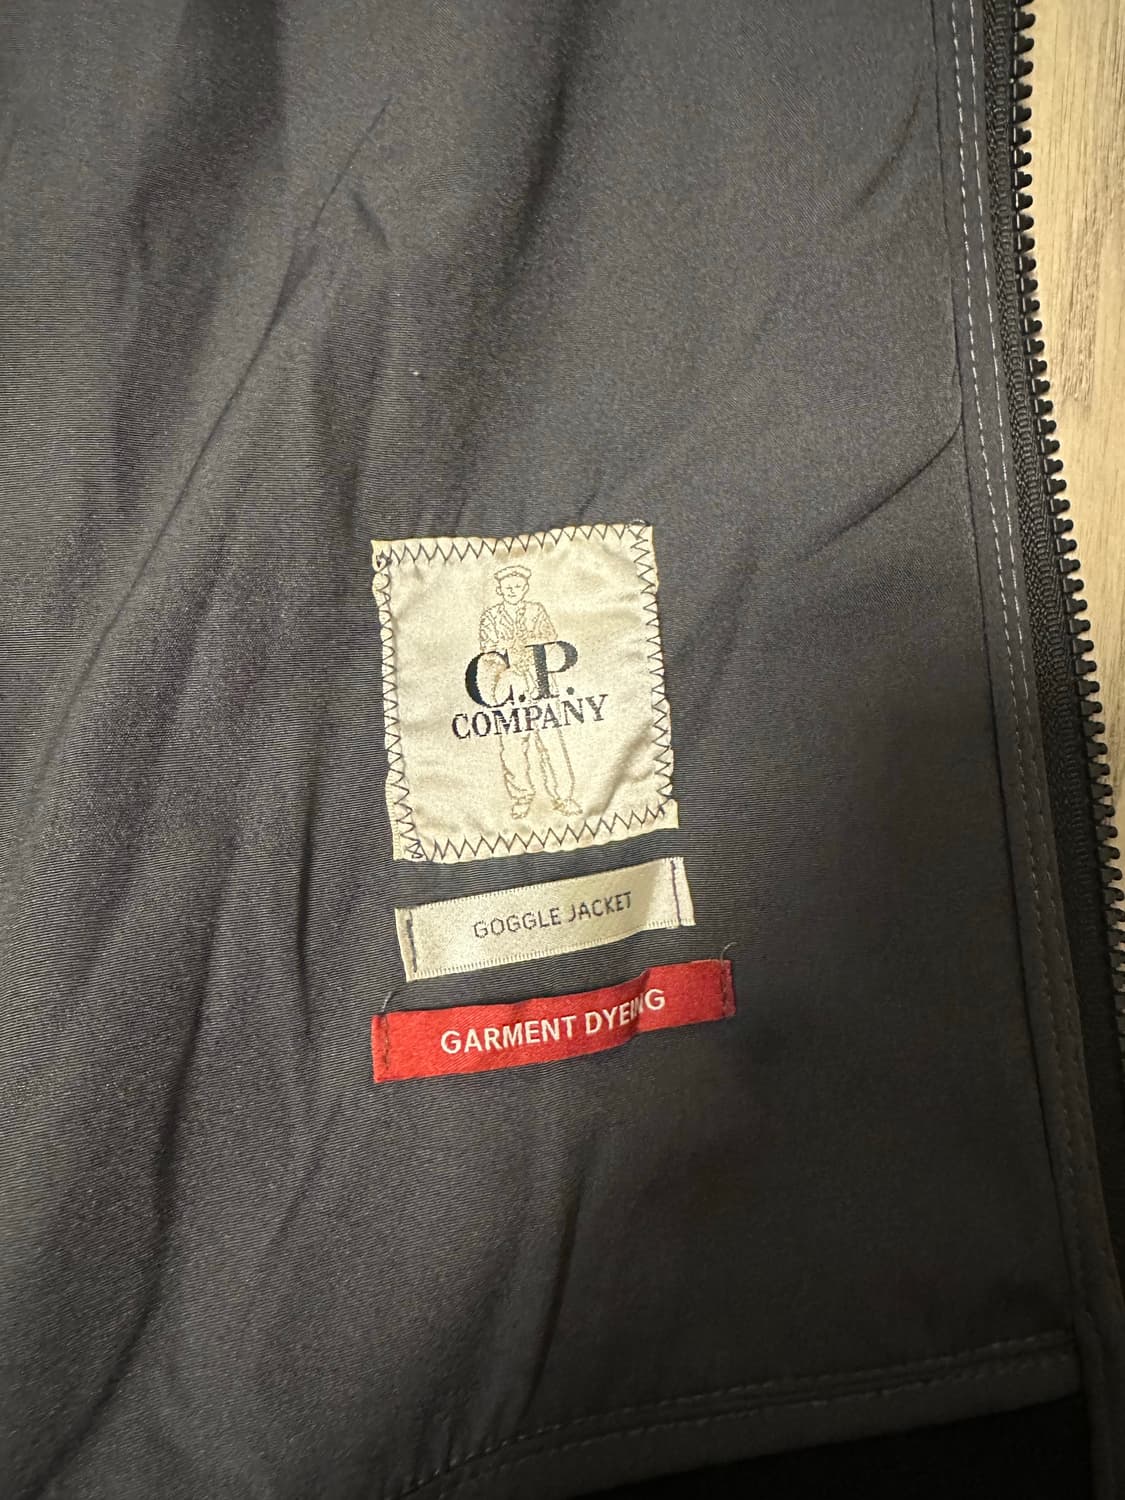 C.P.
COMPANY
GOGGLE JACKET
GARMENT DYEING